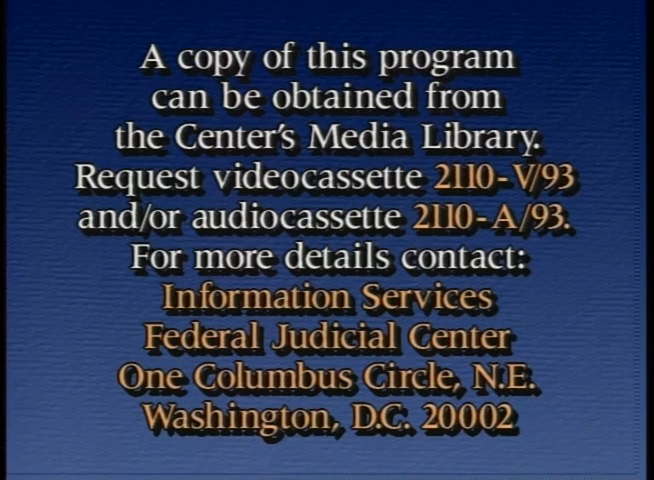 A copy of this program
can be obtained from
the Center's Media Library.
Request videocassette 2110-V/93
and/or audiocassette 2110-A/93.
For more details contact:
Information Services
Federal Judicial Center
One Columbus Circle, N.E.
Washington, D.C. 20002